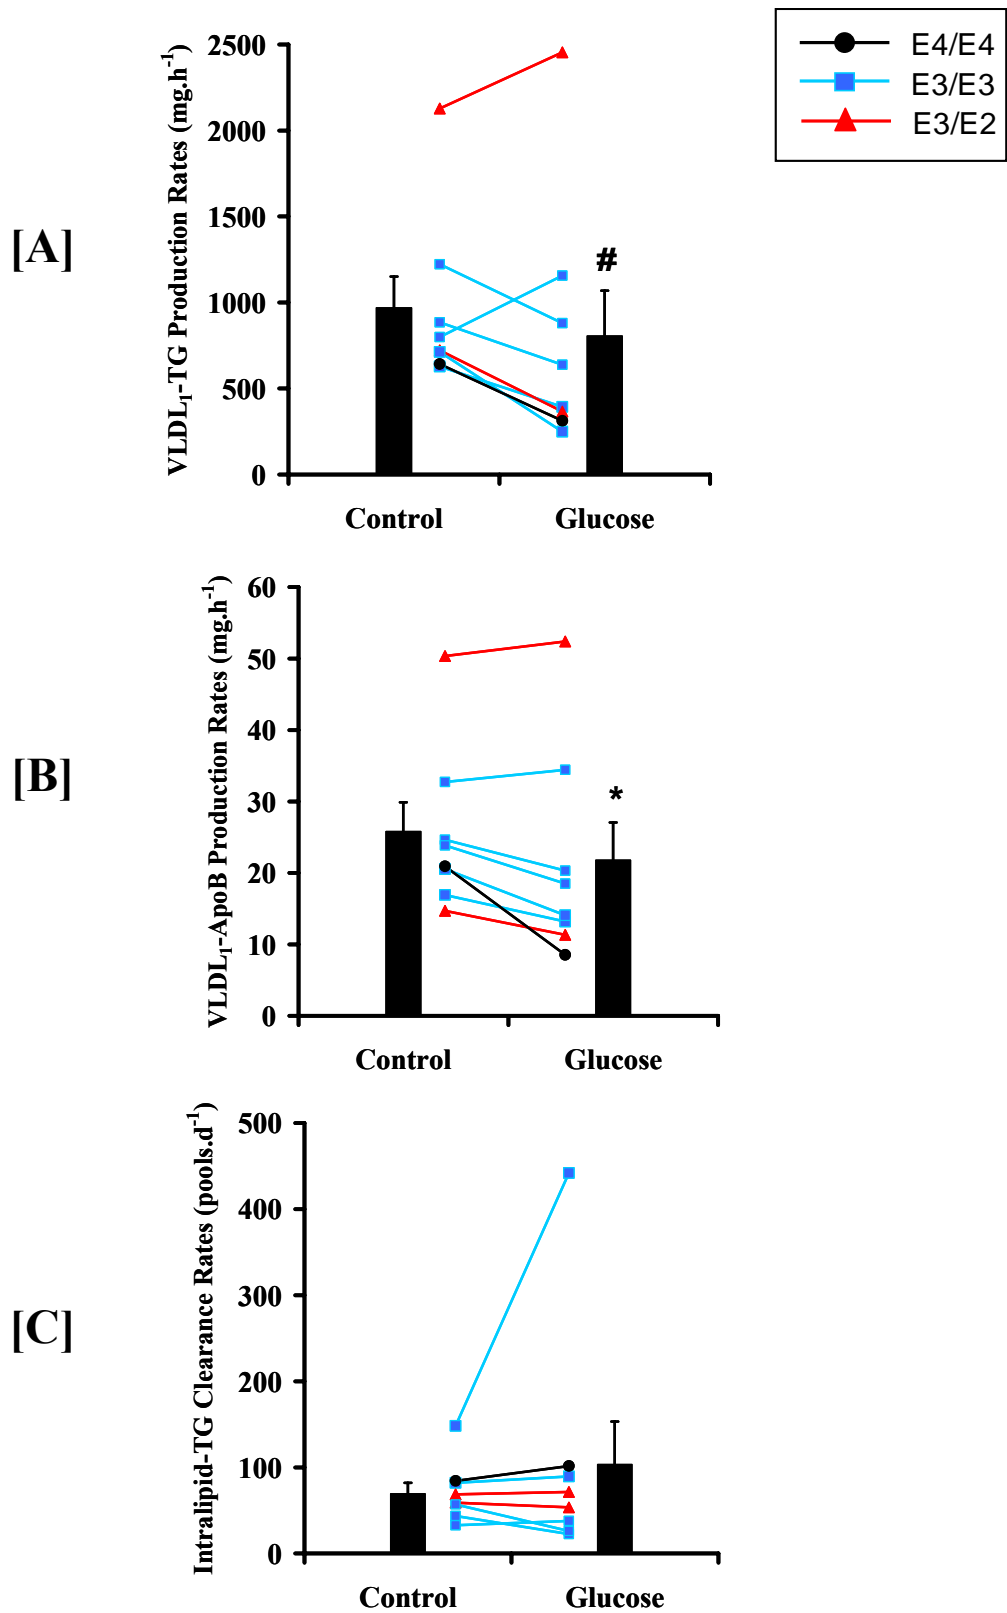 E4/E4
E3/E3
E3/E2
[A]
VLDL₁-TG Production Rates (mg.h⁻¹)
2500
2000
1500
1000
500
0
#
Control Glucose
[B]
VLDL₁-ApoB Production Rates (mg.h⁻¹)
60
50
40
30
20
10
0
*
Control Glucose
[C]
Intralipid-TG Clearance Rates (pools.d⁻¹)
500
400
300
200
100
0
Control Glucose